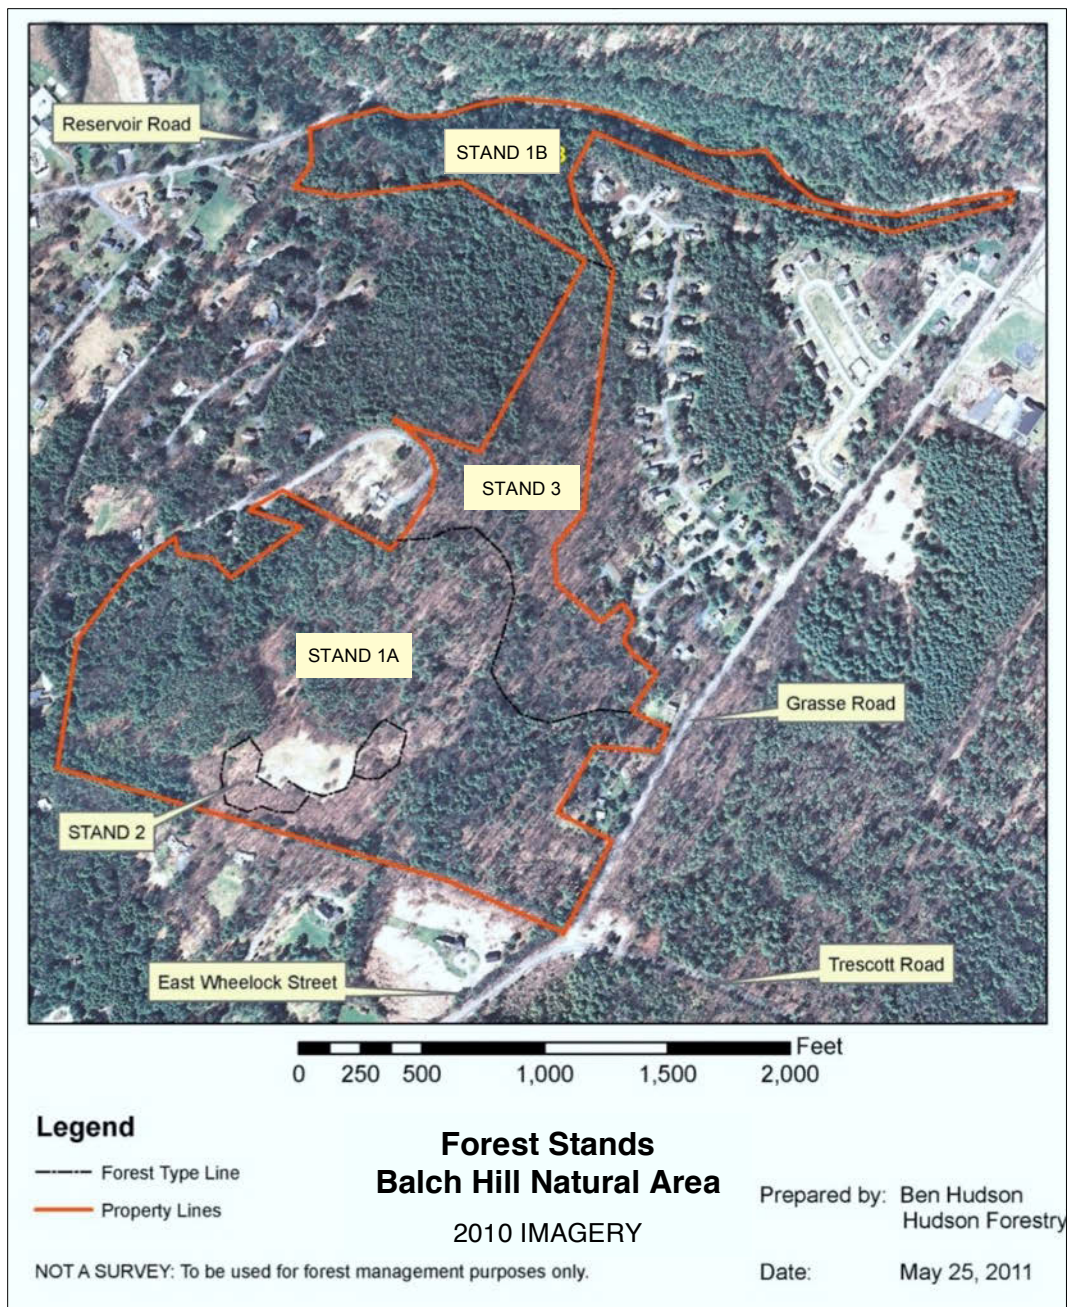 Reservoir Road
STAND 1B
STAND 3
STAND 1A
Grasse Road
STAND 2
East Wheelock Street
Trescott Road
Feet
0 250 500 1,000 1,500 2,000
Legend
Forest Type Line
Property Lines
Forest Stands
Balch Hill Natural Area
2010 IMAGERY
Prepared by: Ben Hudson
Hudson Forestry
NOT A SURVEY: To be used for forest management purposes only.
Date: May 25, 2011